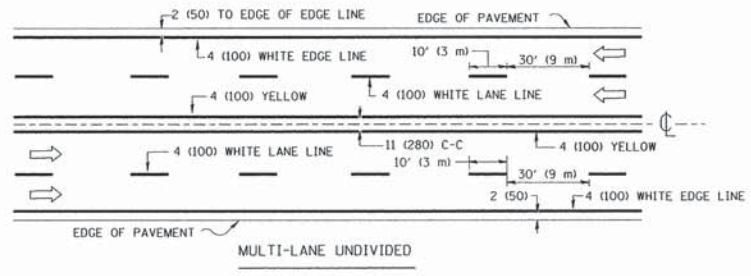 2 (50) TO EDGE OF EDGE LINE
EDGE OF PAVEMENT
4 (100) WHITE EDGE LINE
10' (3 m)
30' (9 m)
4 (100) YELLOW
4 (100) WHITE LANE LINE
4 (100) WHITE LANE LINE
11 (280) C-C
4 (100) YELLOW
10' (3 m)
30' (9 m)
2 (50)
4 (100) WHITE EDGE LINE
EDGE OF PAVEMENT
MULTI-LANE UNDIVIDED